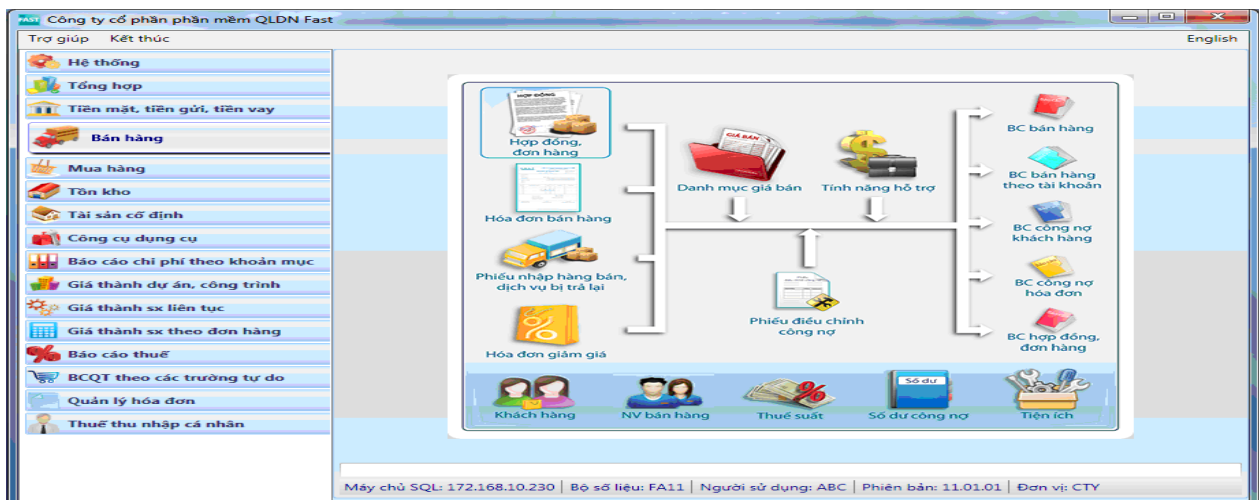 FAST Công ty cổ phần phần mềm QLDN Fast
Trợ giúp Kết thúc English
Hệ thống
Tổng hợp
Tiền mặt, tiền gửi, tiền vay
Bán hàng
Mua hàng
Tồn kho
Tài sản cố định
Công cụ dụng cụ
Báo cáo chi phí theo khoản mục
Giá thành dự án, công trình
Giá thành sx liên tục
Giá thành sx theo đơn hàng
Báo cáo thuế
BCQT theo các trường tự do
Quản lý hóa đơn
Thuế thu nhập cá nhân
HỢP ĐỒNG
Hợp đồng,
đơn hàng
Hóa đơn bán hàng
Phiếu nhập hàng bán,
dịch vụ bị trả lại
Hóa đơn giảm giá
GIÁ BÁN
Danh mục giá bán
Tính năng hỗ trợ
Phiếu điều chỉnh
công nợ
BC bán hàng
BC bán hàng
theo tài khoản
BC công nợ
khách hàng
BC công nợ
hóa đơn
BC hợp đồng,
đơn hàng
Khách hàng
NV bán hàng
Thuế suất
Số dư
Số dư công nợ
Tiện ích
Máy chủ SQL: 172.168.10.230 | Bộ số liệu: FA11 | Người sử dụng: ABC | Phiên bản: 11.01.01 | Đơn vị: CTY